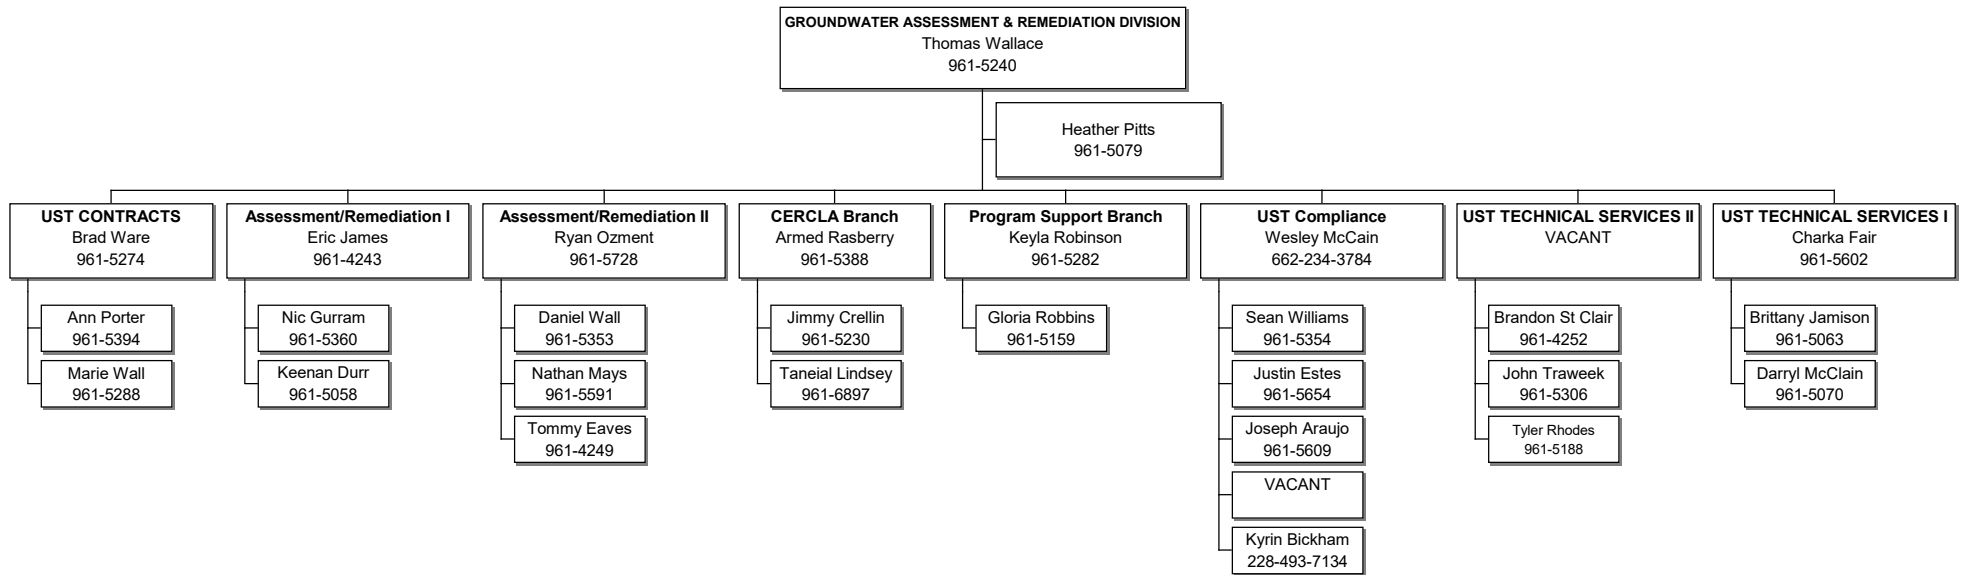 GROUNDWATER ASSESSMENT & REMEDIATION DIVISION
Thomas Wallace
961-5240
Heather Pitts
961-5079
UST CONTRACTS
Brad Ware
961-5274
Ann Porter
961-5394
Marie Wall
961-5288
Assessment/Remediation I
Eric James
961-4243
Nic Gurram
961-5360
Keenan Durr
961-5058
Assessment/Remediation II
Ryan Ozment
961-5728
Daniel Wall
961-5353
Nathan Mays
961-5591
Tommy Eaves
961-4249
CERCLA Branch
Armed Rasberry
961-5388
Jimmy Crellin
961-5230
Taneial Lindsey
961-6897
Program Support Branch
Keyla Robinson
961-5282
Gloria Robbins
961-5159
UST Compliance
Wesley McCain
662-234-3784
Sean Williams
961-5354
Justin Estes
961-5654
Joseph Araujo
961-5609
VACANT
Kyrin Bickham
228-493-7134
UST TECHNICAL SERVICES II
VACANT
Brandon St Clair
961-4252
John Traweek
961-5306
Tyler Rhodes
961-5188
UST TECHNICAL SERVICES I
Charka Fair
961-5602
Brittany Jamison
961-5063
Darryl McClain
961-5070